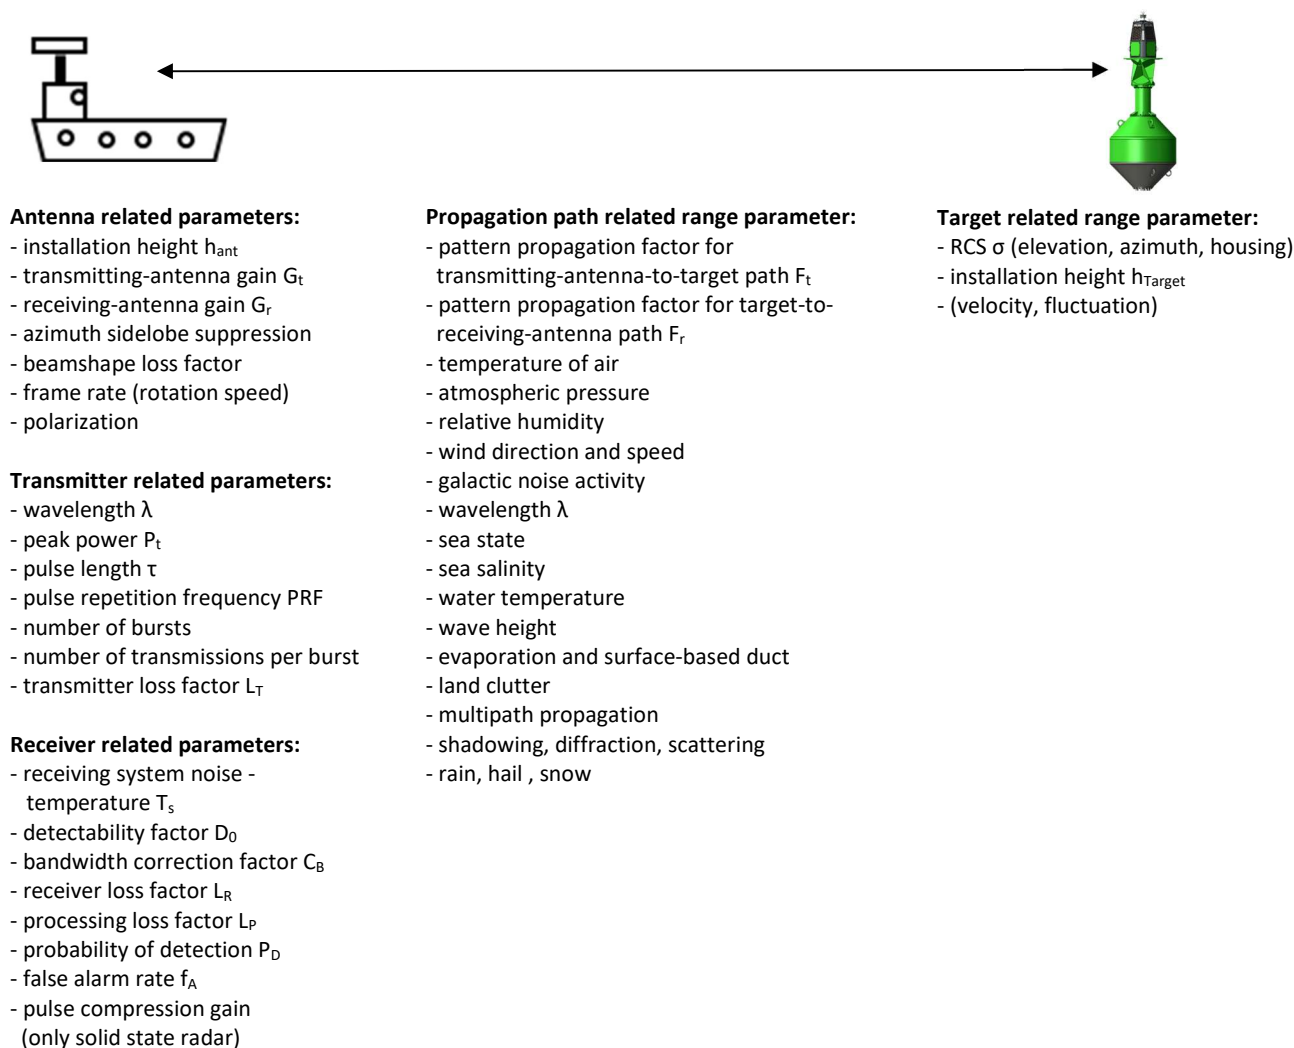 Antenna related parameters:
- installation height hant
- transmitting-antenna gain Gt
- receiving-antenna gain Gr
- azimuth sidelobe suppression
- beamshape loss factor
- frame rate (rotation speed)
- polarization
Transmitter related parameters:
- wavelength λ
- peak power Pt
- pulse length τ
- pulse repetition frequency PRF
- number of bursts
- number of transmissions per burst
- transmitter loss factor LT
Receiver related parameters:
- receiving system noise -
temperature Ts
- detectability factor D0
- bandwidth correction factor CB
- receiver loss factor LR
- processing loss factor LP
- probability of detection PD
- false alarm rate fA
- pulse compression gain
(only solid state radar)
Propagation path related range parameter:
- pattern propagation factor for
transmitting-antenna-to-target path Ft
- pattern propagation factor for target-to-
receiving-antenna path Fr
- temperature of air
- atmospheric pressure
- relative humidity
- wind direction and speed
- galactic noise activity
- wavelength λ
- sea state
- sea salinity
- water temperature
- wave height
- evaporation and surface-based duct
- land clutter
- multipath propagation
- shadowing, diffraction, scattering
- rain, hail , snow
Target related range parameter:
- RCS σ (elevation, azimuth, housing)
- installation height hTarget
- (velocity, fluctuation)